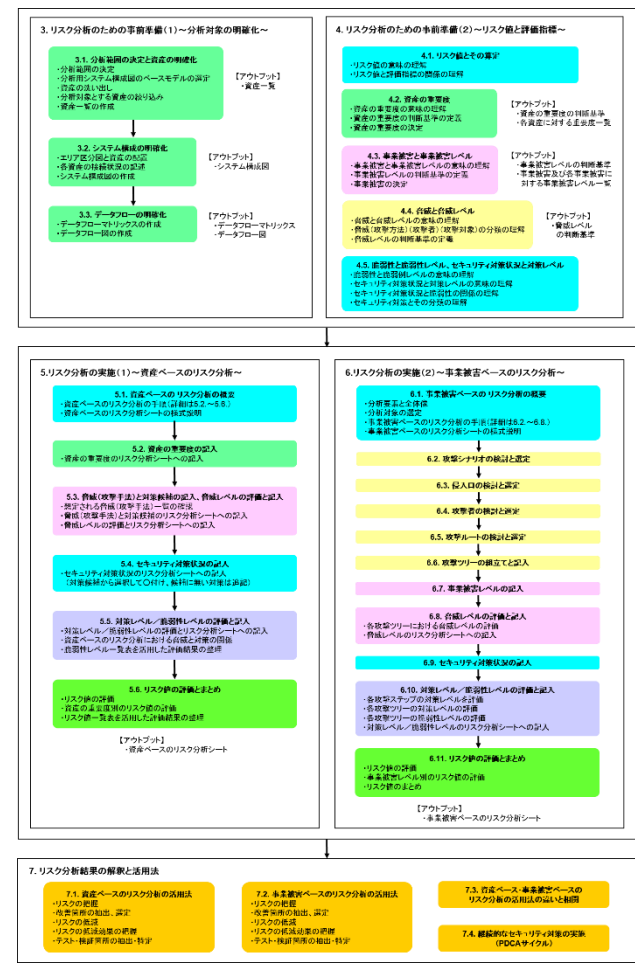 3. リスク分析のための事前準備(1)～分析対象の明確化～
3.1. 分析範囲の決定と資産の明確化
・分析範囲の決定
・分析用システム構成図のベースモデルの選定
・資産の洗い出し
・分析対象とする資産の絞り込み
・資産一覧の作成
【アウトプット】
・資産一覧
3.2. システム構成の明確化
・エリア区分図と資産の配置
・各資産の接続状況の記述
・システム構成図の作成
【アウトプット】
・システム構成図
3.3. データフローの明確化
・データフローマトリックスの作成
・データフロー図の作成
【アウトプット】
・データフローマトリックス
・データフロー図
4. リスク分析のための事前準備(2)～リスク値と評価指標～
4.1. リスク値とその算定
・リスク値の意味の理解
・リスク値と評価指標の関係の理解
4.2. 資産の重要度
・資産の重要度の意味の理解
・資産の重要度の判断基準の定義
・資産の重要度の決定
【アウトプット】
・資産の重要度の判断基準
・各資産に対する重要度一覧
4.3. 事業被害と事業被害レベル
・事業被害と事業被害レベルの意味の理解
・事業被害レベルの判断基準の定義
・事業被害の決定
【アウトプット】
・事業被害レベルの判断基準
・事業被害及び各事業被害に
対する事業被害レベル一覧
4.4. 脅威と脅威レベル
・脅威と脅威レベルの意味の理解
・脅威(攻撃方法)(攻撃者)(攻撃対象)の分類の理解
・脅威レベルの判断基準の定義
【アウトプット】
・脅威レベル
の判断基準
4.5. 脆弱性と脆弱性レベル、セキュリティ対策状況と対策レベル
・脆弱性と脆弱性レベルの意味の理解
・セキュリティ対策状況と対策レベルの意味の理解
・セキュリティ対策状況と脆弱性の関係の理解
・セキュリティ対策とその分類の理解
5.リスク分析の実施(1)～資産ベースのリスク分析～
5.1. 資産ベースの リスク分析の概要
・資産ベースのリスク分析の手法(詳細は5.2.～5.6.)
・資産ベースのリスク分析シートの様式説明
5.2. 資産の重要度の記入
・資産の重要度のリスク分析シートへの記入
5.3. 脅威(攻撃手法)と対策候補の記入、脅威レベルの評価と記入
・想定される脅威(攻撃手法)一覧の作成
・脅威(攻撃手法)と対策候補のリスク分析シートへの記入
・脅威レベルの評価とリスク分析シートへの記入
5.4. セキュリティ対策状況の記入
・セキュリティ対策状況のリスク分析シートへの記入
(対策候補から選択して○付け、候補に無い対策は追記)
5.5. 対策レベル/脆弱性レベルの評価と記入
・対策レベル/脆弱性レベルの評価とリスク分析シートへの記入
・資産ベースのリスク分析における脅威と対策の関係
・脆弱性レベル一覧表を活用した評価結果の整理
5.6. リスク値の評価とまとめ
・リスク値の評価
・資産の重要度別のリスク値の評価
・リスク値一覧表を活用した評価結果の整理
【アウトプット】
・資産ベースのリスク分析シート
6.リスク分析の実施(2)～事業被害ベースのリスク分析～
6.1. 事業被害ベースの リスク分析の概要
・分析要素と全体像
・分析対象の選定
・事業被害ベースのリスク分析の手法(詳細は6.2.～6.8.)
・事業被害ベースのリスク分析シートの様式説明
6.2. 攻撃シナリオの検討と選定
6.3. 侵入口の検討と選定
6.4. 攻撃者の検討と選定
6.5. 攻撃ルートの検討と選定
6.6. 攻撃ツリーの組立てと記入
6.7. 事業被害レベルの記入
6.8. 脅威レベルの評価と記入
・各攻撃ツリーにおける脅威レベルの評価
・脅威レベルのリスク分析シートへの記入
6.9. セキュリティ対策状況の記入
6.10. 対策レベル/脆弱性レベルの評価と記入
・各攻撃ステップの対策レベルを評価
・各攻撃ツリーの対策レベルの評価
・各攻撃ツリーの脆弱性レベルの評価
・対策レベル/脆弱性レベルのリスク分析シートへの記入
6.11. リスク値の評価とまとめ
・リスク値の評価
・事業被害レベル別のリスク値の評価
・リスク値のまとめ
【アウトプット】
・事業被害ベースのリスク分析シート
7. リスク分析結果の解釈と活用法
7.1. 資産ベースのリスク分析の活用法
・リスクの把握
・改善箇所の抽出、選定
・リスクの低減
・リスクの低減効果の把握
・テスト・検証箇所の抽出・特定
7.2. 事業被害ベースのリスク分析の活用法
・リスクの把握
・改善箇所の抽出、選定
・リスクの低減
・リスクの低減効果の把握
・テスト・検証箇所の抽出・特定
7.3. 資産ベース・事業被害ベースの
リスク分析の活用法の違いと相関
7.4. 継続的なセキュリティ対策の実施
(PDCAサイクル)